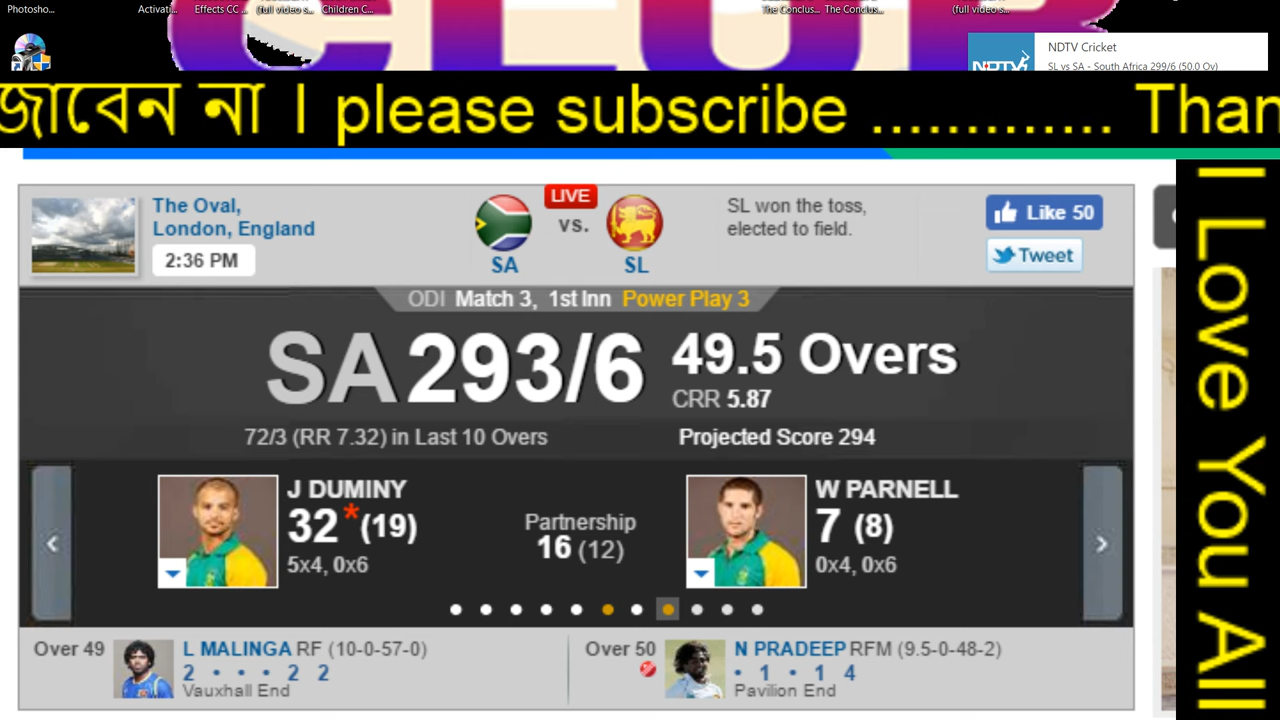 Photosho...
Activati...
Effects CC ...
(full video s...
Children C...
The Conclus...
The Conclus...
(full video s...
CLUB
NDTV Cricket
NDTV
SL vs SA - South Africa 299/6 (50.0 Ov)
জাবেন না । please subscribe ............. Than
The Oval,
London, England
2:36 PM
LIVE
vs.
SA
SL
SL won the toss,
elected to field.
Like 50
Tweet
ODI Match 3, 1st Inn Power Play 3
SA 293/6
49.5 Overs
CRR 5.87
72/3 (RR 7.32) in Last 10 Overs
Projected Score 294
J DUMINY
32*(19)
5x4, 0x6
Partnership
16 (12)
W PARNELL
7 (8)
0x4, 0x6
Over 49
L MALINGA RF (10-0-57-0)
2 • • • 2 2
Vauxhall End
Over 50
N PRADEEP RFM (9.5-0-48-2)
• 1 • 1 4
Pavilion End
I Love You All